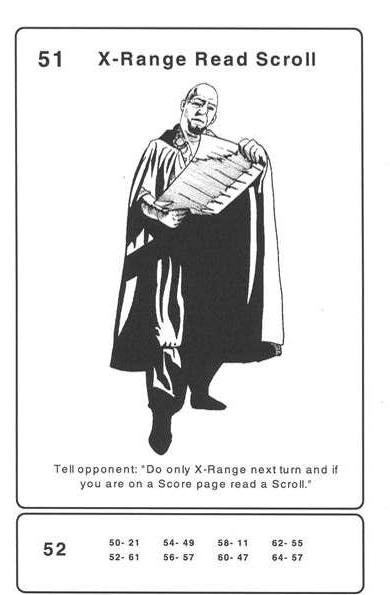 51 X-Range Read Scroll
Tell opponent: "Do only X-Range next turn and if
you are on a Score page read a Scroll."
52
50- 21 54- 49 58- 11 62- 55
52- 61 56- 57 60- 47 64- 57